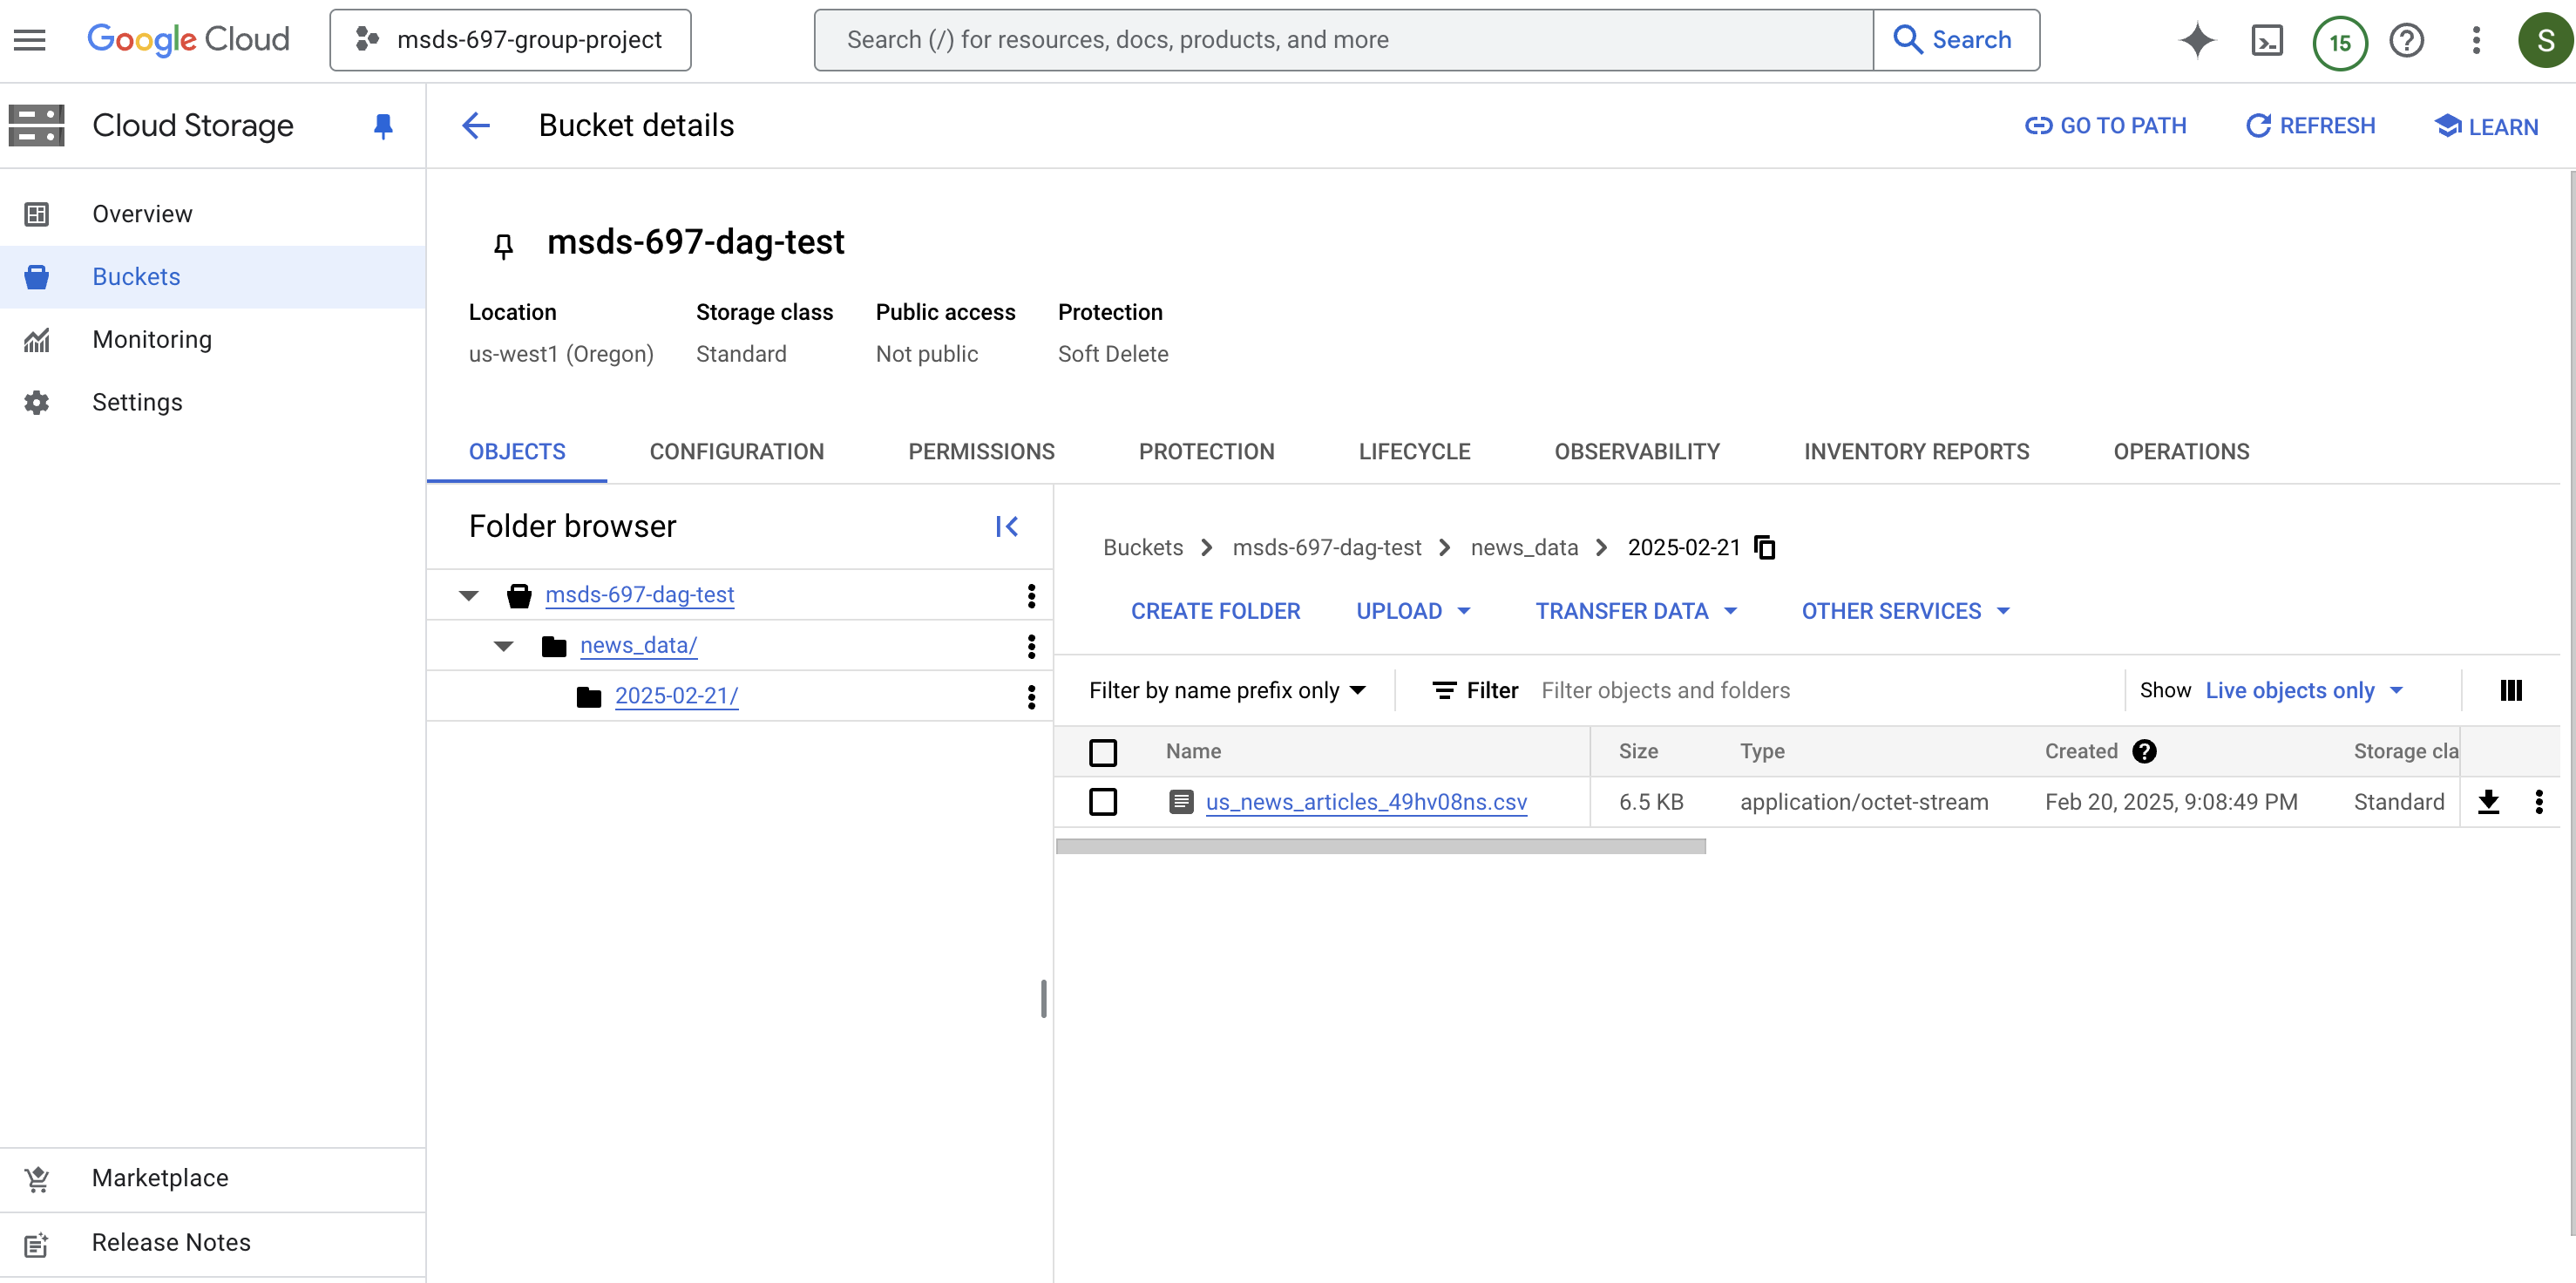 Google Cloud
msds-697-group-project
Search (/) for resources, docs, products, and more
Search
15
S
Cloud Storage
Bucket details
GO TO PATH
REFRESH
LEARN
Overview
Buckets
Monitoring
Settings
Marketplace
Release Notes
msds-697-dag-test
Location Storage class Public access Protection
us-west1 (Oregon) Standard Not public Soft Delete
OBJECTS CONFIGURATION PERMISSIONS PROTECTION LIFECYCLE OBSERVABILITY INVENTORY REPORTS OPERATIONS
Folder browser
msds-697-dag-test
news_data/
2025-02-21/
Buckets > msds-697-dag-test > news_data > 2025-02-21
CREATE FOLDER UPLOAD TRANSFER DATA OTHER SERVICES
Filter by name prefix only Filter Filter objects and folders Show Live objects only
Name Size Type Created Storage cla
us_news_articles_49hv08ns.csv 6.5 KB application/octet-stream Feb 20, 2025, 9:08:49 PM Standard